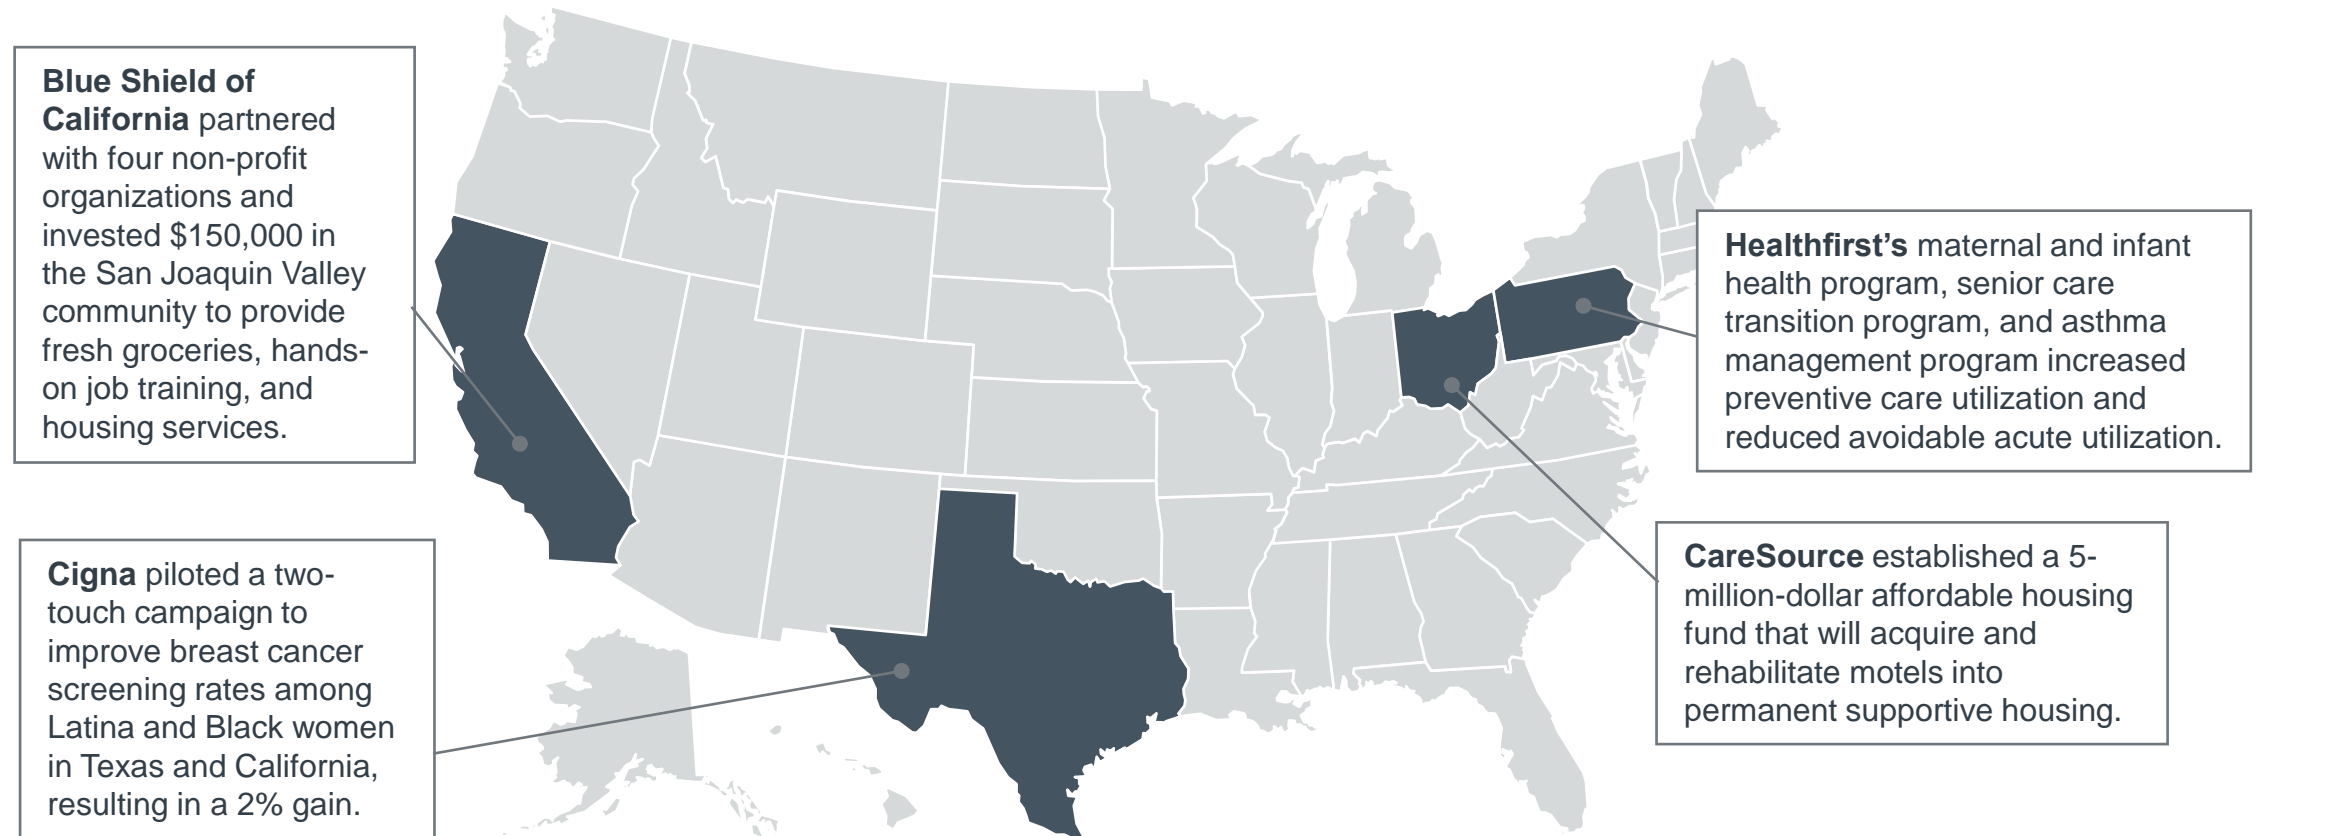 Blue Shield of
California partnered
with four non-profit
organizations and
invested $150,000 in
the San Joaquin Valley
community to provide
fresh groceries, hands-
on job training, and
housing services.
Cigna piloted a two-
touch campaign to
improve breast cancer
screening rates among
Latina and Black women
in Texas and California,
resulting in a 2% gain.
Healthfirst’s maternal and infant
health program, senior care
transition program, and asthma
management program increased
preventive care utilization and
reduced avoidable acute utilization.
CareSource established a 5-
million-dollar affordable housing
fund that will acquire and
rehabilitate motels into
permanent supportive housing.